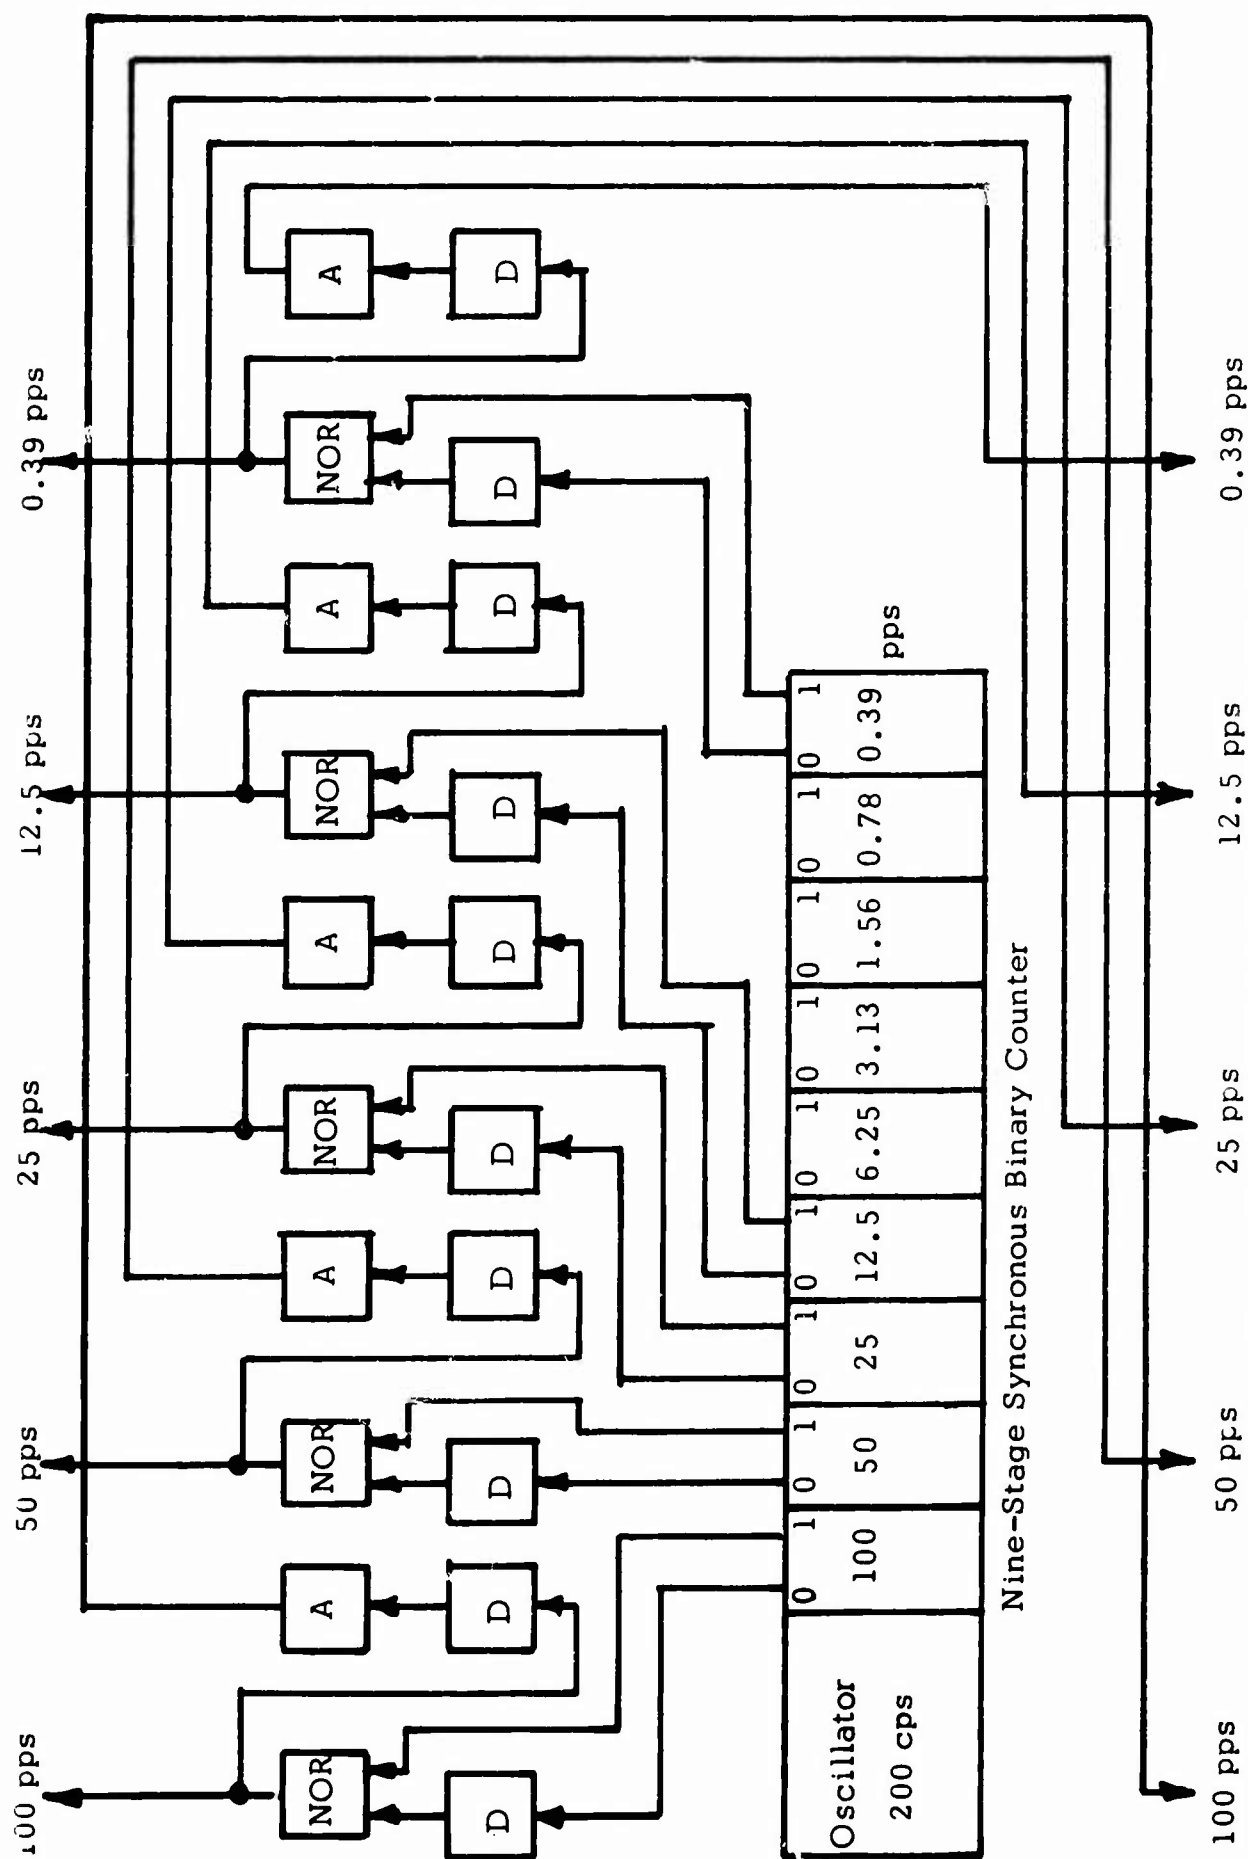 100 pps
50 pps
25 pps
12.5 pps
0.39 pps
A
A
A
A
A
NOR
NOR
NOR
NOR
NOR
D
D
D
D
D
D
D
D
D
D
0 1 0 1 0 1 0 1 0 1 0 1 0 1 0 1 0 1
Oscillator
200 cps
100 50 25 12.5 6.25 3.13 1.56 0.78 0.39
pps
Nine-Stage Synchronous Binary Counter
100 pps
50 pps
25 pps
12.5 pps
0.39 pps